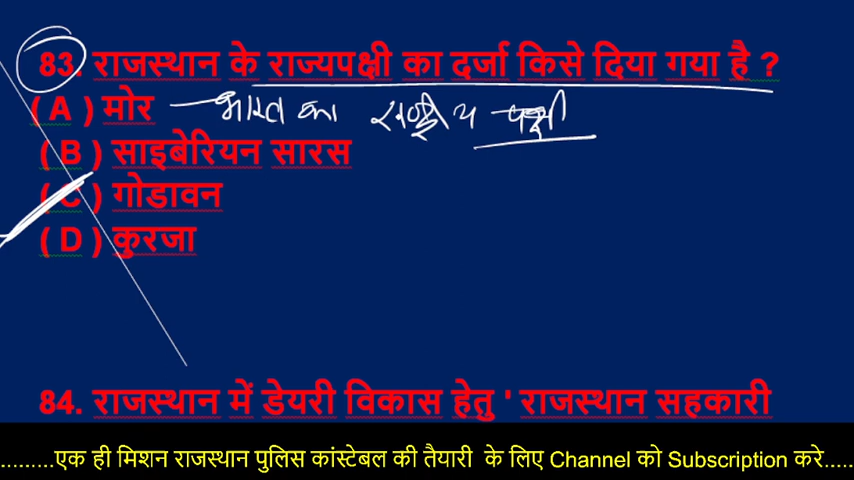 83. राजस्थान के राज्यपक्षी का दर्जा किसे दिया गया है ?
( A ) मोर भारत का राष्ट्रीय पक्षी
( B ) साइबेरियन सारस
( C ) गोडावन
( D ) कुरजा
84. राजस्थान में डेयरी विकास हेतु ' राजस्थान सहकारी
.........एक ही मिशन राजस्थान पुलिस कांस्टेबल की तैयारी के लिए Channel को Subscription करे.....